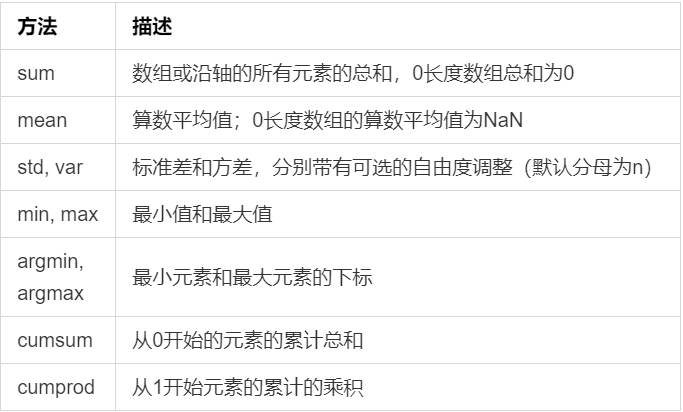 方法 描述
sum 数组或沿轴的所有元素的总和，0长度数组总和为0
mean 算数平均值；0长度数组的算数平均值为NaN
std, var 标准差和方差，分别带有可选的自由度调整（默认分母为n）
min, max 最小值和最大值
argmin,
argmax 最小元素和最大元素的下标
cumsum 从0开始的元素的累计总和
cumprod 从1开始元素的累计的乘积